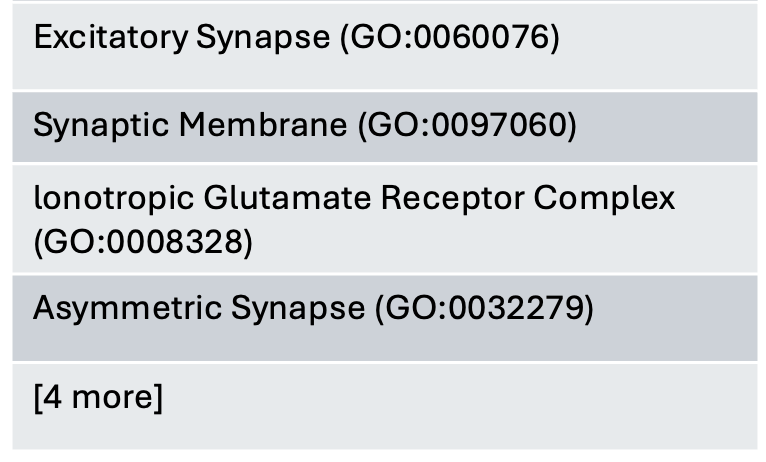 Excitatory Synapse (GO:0060076)
Synaptic Membrane (GO:0097060)
Ionotropic Glutamate Receptor Complex
(GO:0008328)
Asymmetric Synapse (GO:0032279)
[4 more]